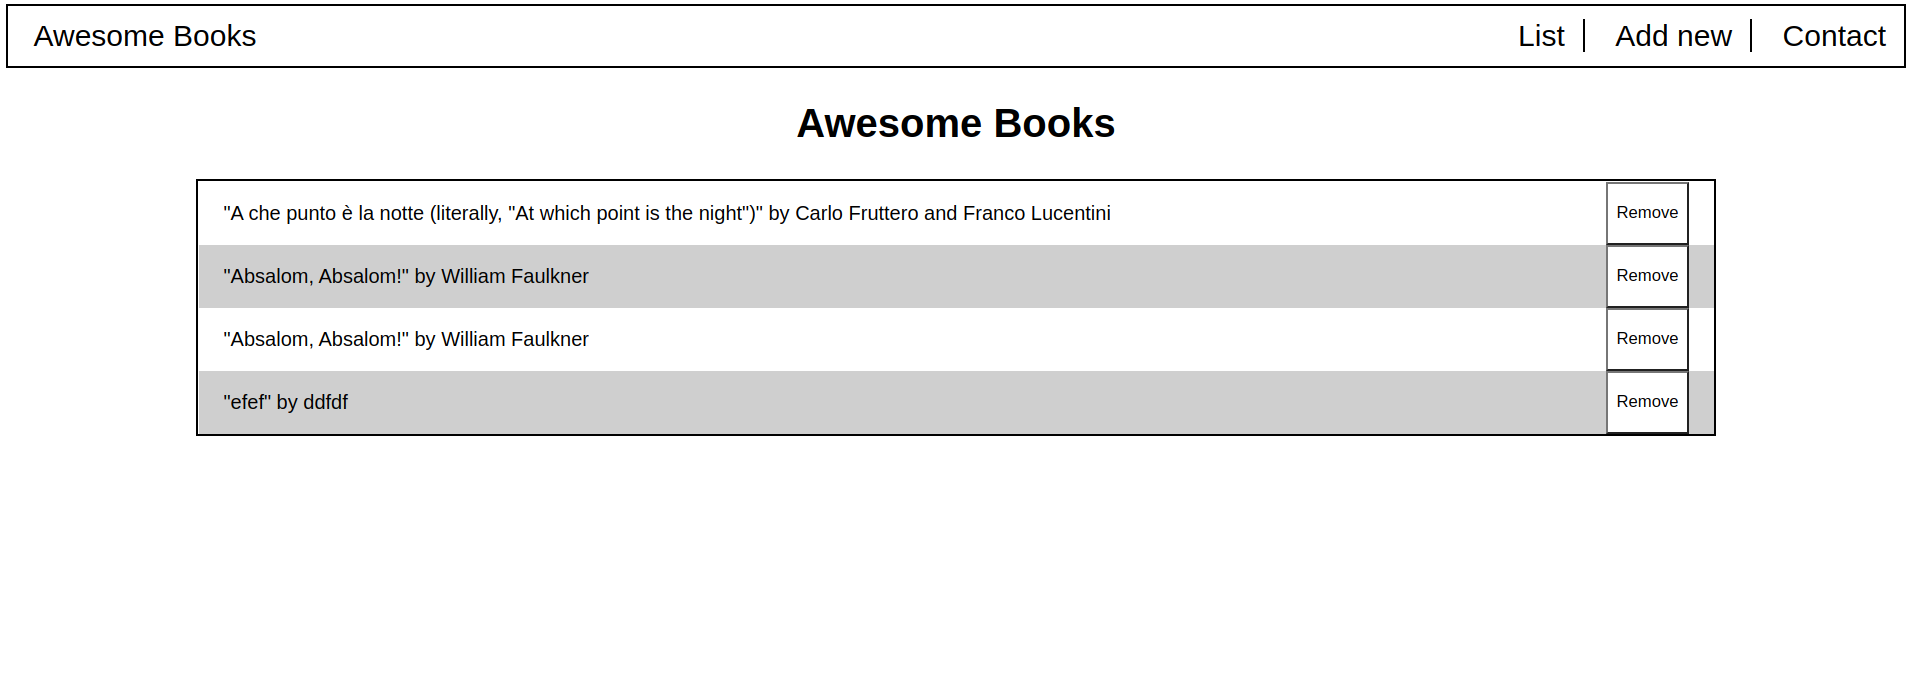 Awesome Books
List
Add new
Contact
Awesome Books
"A che punto è la notte (literally, "At which point is the night")" by Carlo Fruttero and Franco Lucentini
Remove
"Absalom, Absalom!" by William Faulkner
Remove
"Absalom, Absalom!" by William Faulkner
Remove
"efef" by ddfdf
Remove